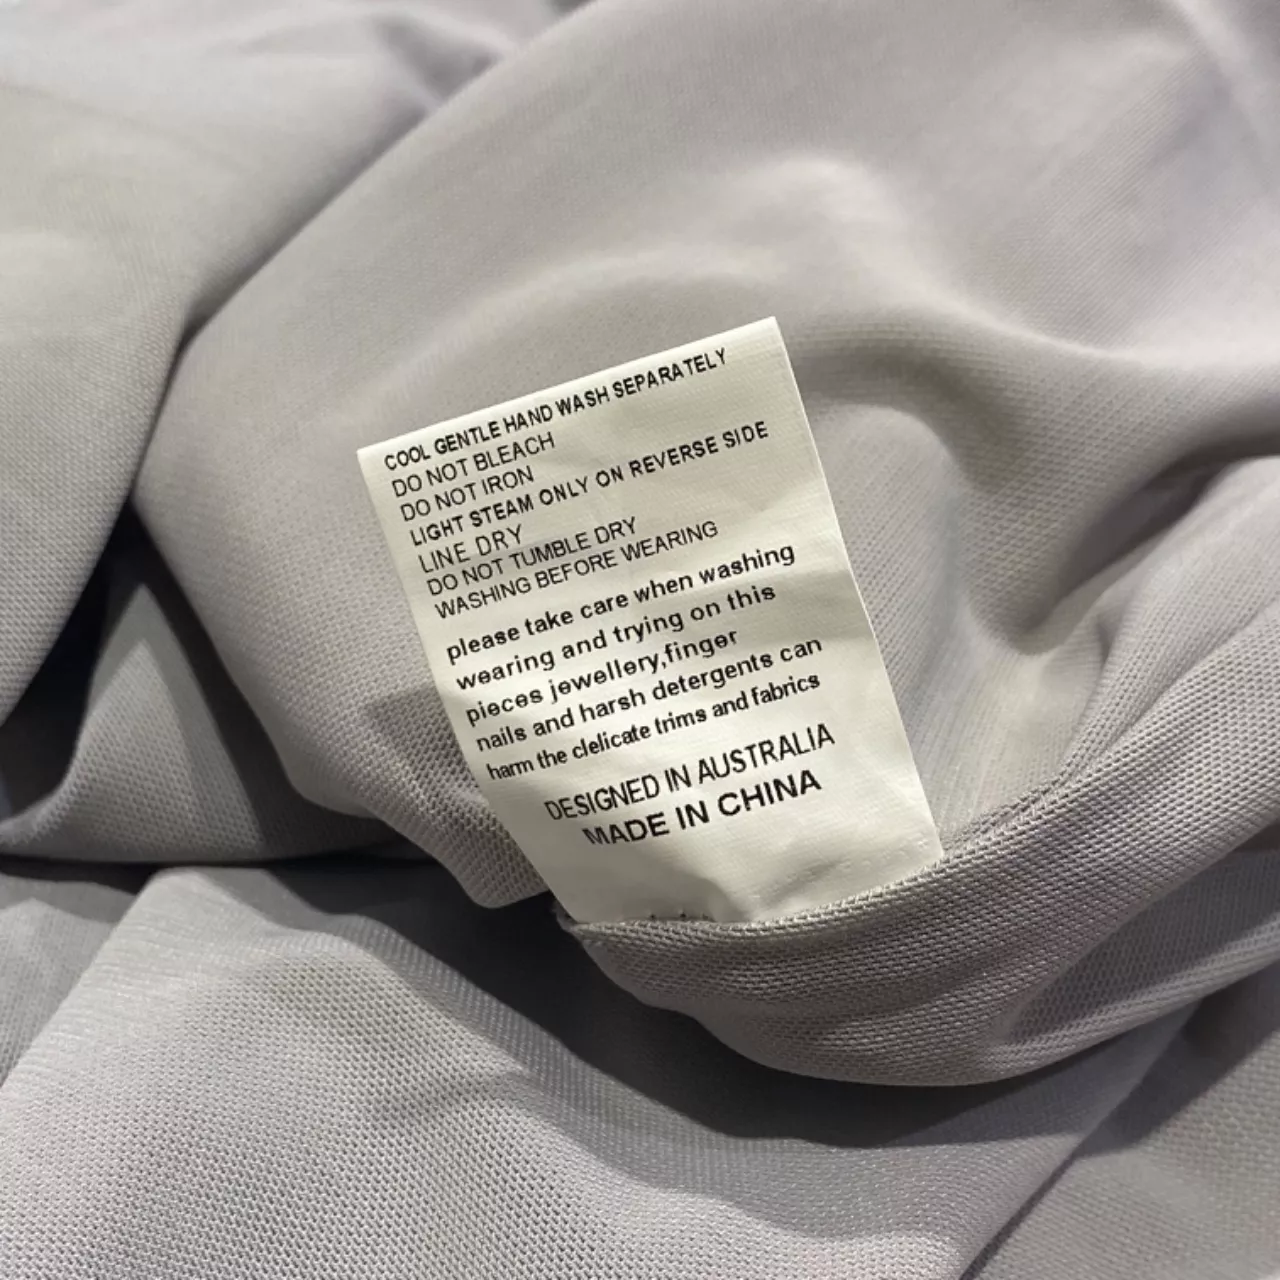 COOL GENTLE HAND WASH SEPARATELY
DO NOT BLEACH
DO NOT IRON
LIGHT STEAM ONLY ON REVERSE SIDE
LINE DRY
DO NOT TUMBLE DRY
WASHING BEFORE WEARING
please take care when washing
wearing and trying on this
pieces jewellery,finger
nails and harsh detergents can
harm the clelicate trims and fabrics
DESIGNED IN AUSTRALIA
MADE IN CHINA